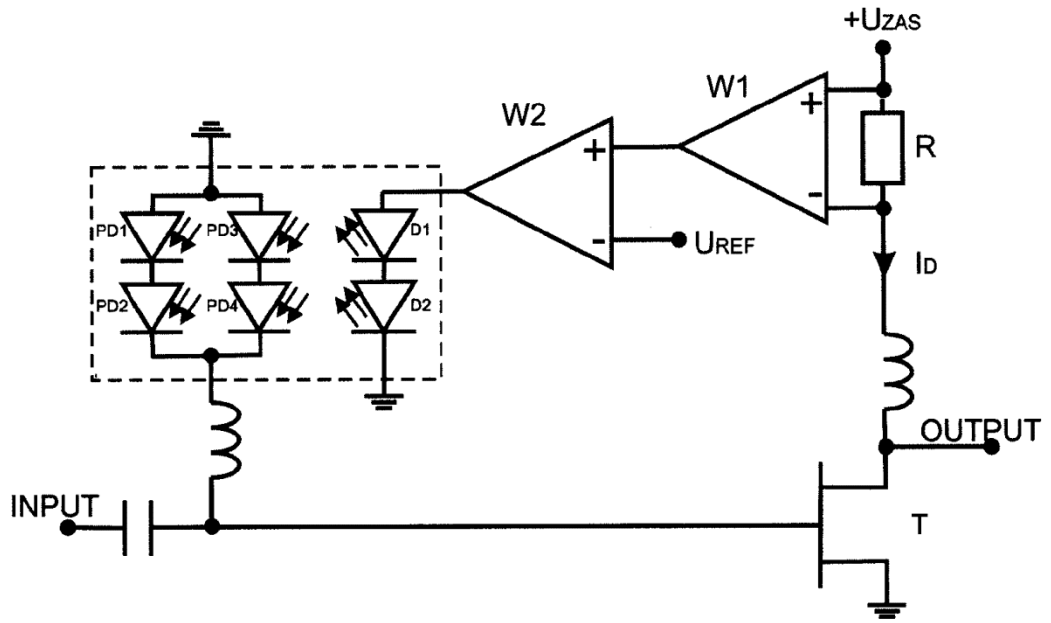 +UZAS
W1
W2
+
-
R
+
-
UREF
ID
PD1
PD3
D1
PD2
PD4
D2
OUTPUT
INPUT
T